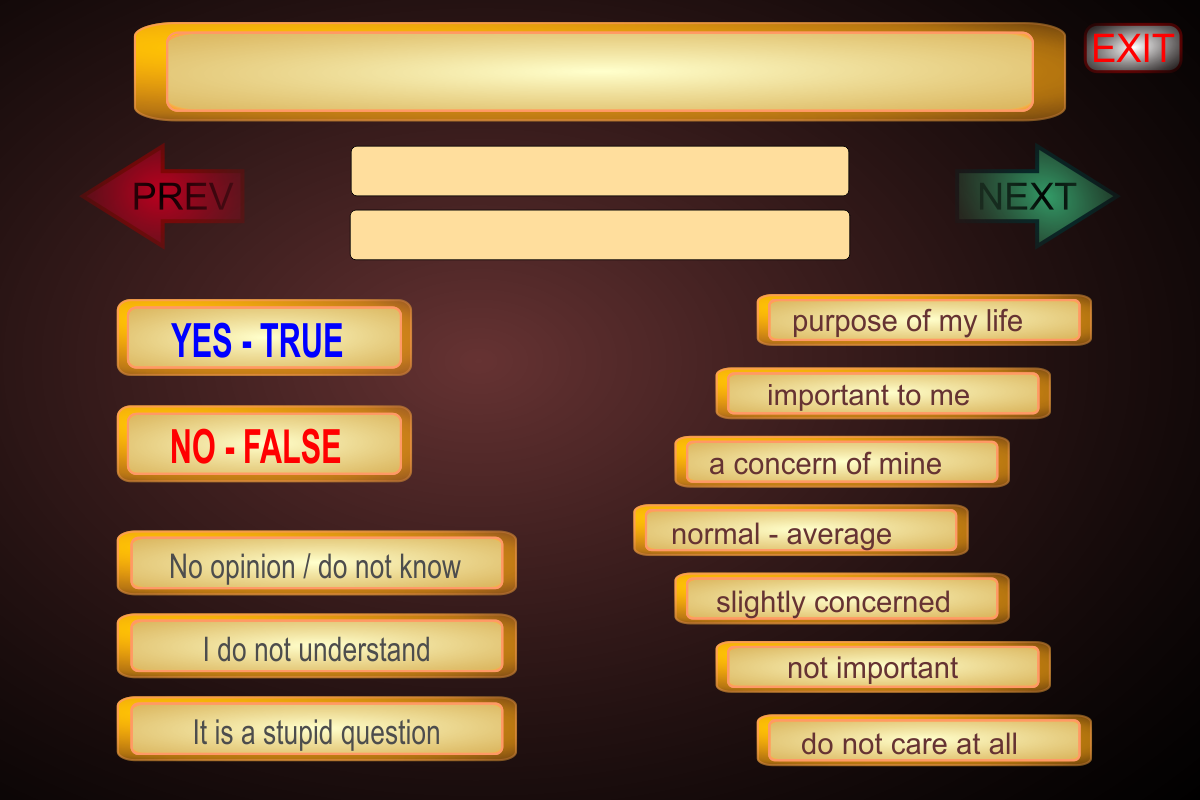 EXIT
PREV
NEXT
YES - TRUE
NO - FALSE
No opinion / do not know
I do not understand
It is a stupid question
purpose of my life
important to me
a concern of mine
normal - average
slightly concerned
not important
do not care at all